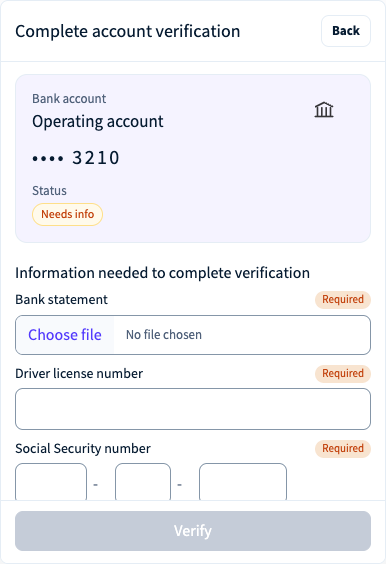 Complete account verification
Back
Bank account
Operating account
•••• 3210
Status
Needs info
Information needed to complete verification
Bank statement
Required
Choose file
No file chosen
Driver license number
Required
Social Security number
Required
- -
Verify